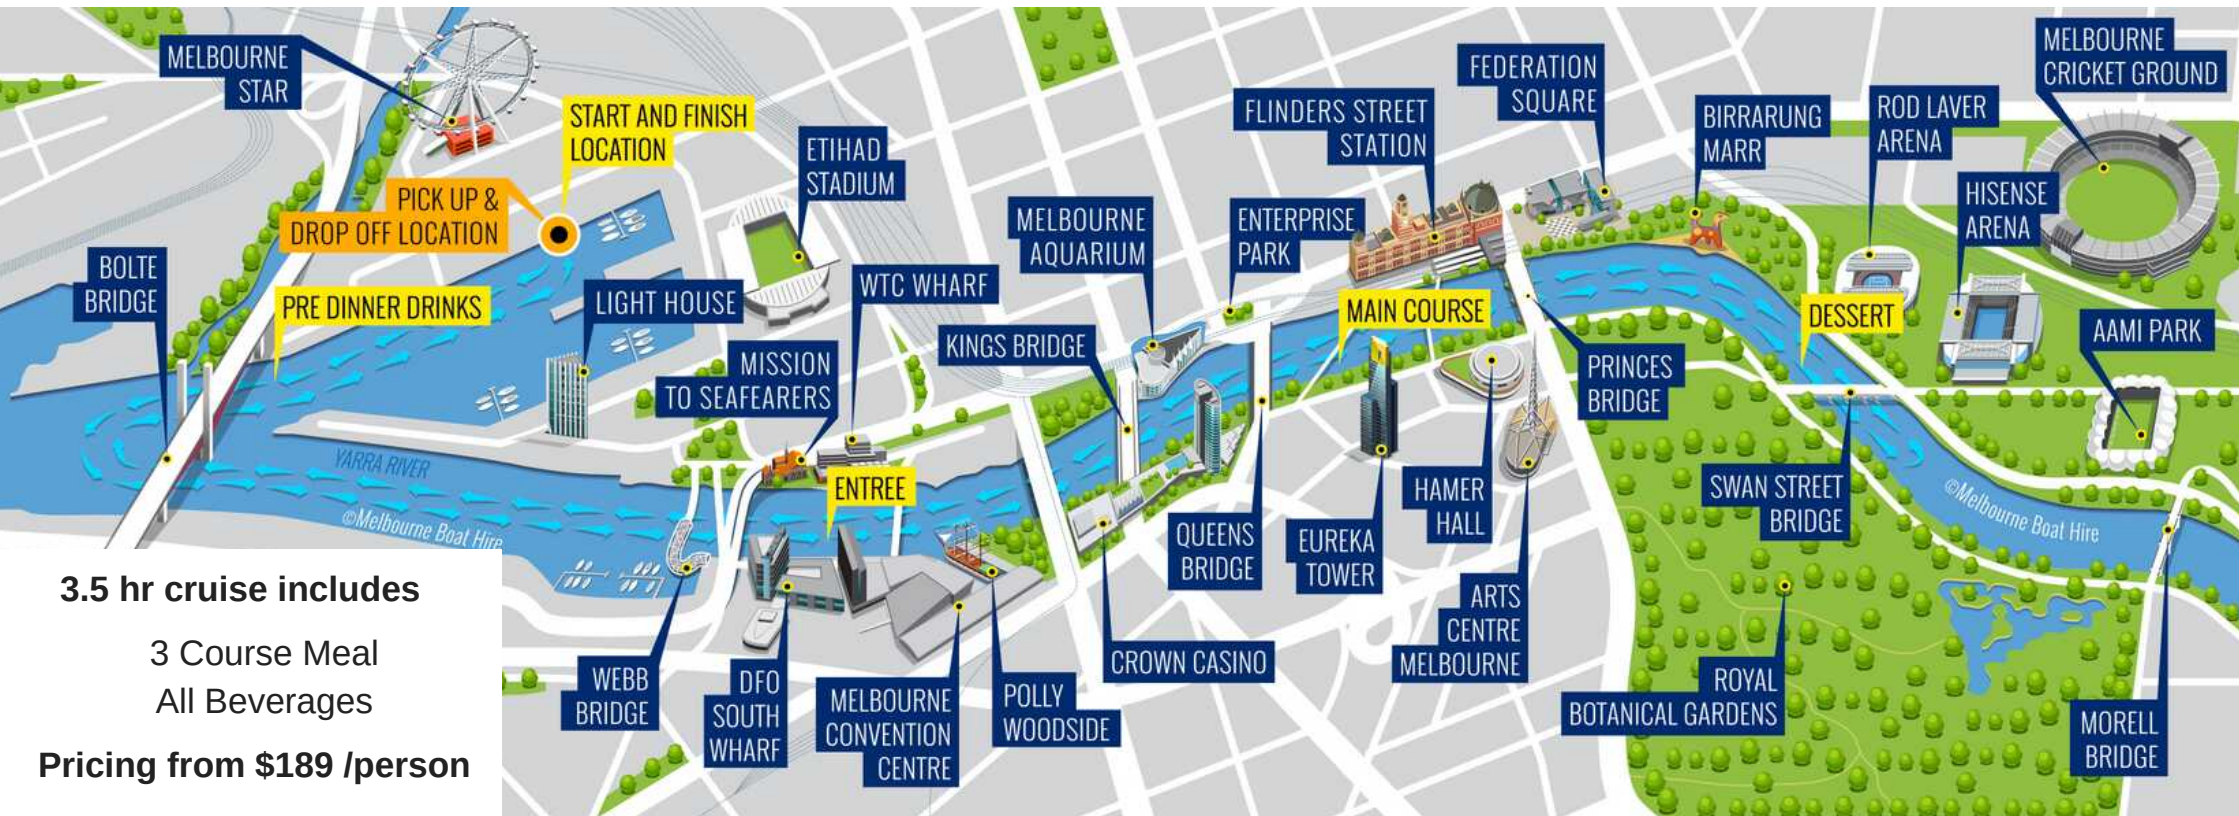 MELBOURNE
STAR
START AND FINISH
LOCATION
PICK UP &
DROP OFF LOCATION
BOLTE
BRIDGE
PRE DINNER DRINKS
LIGHT HOUSE
ETIHAD
STADIUM
WTC WHARF
MISSION
TO SEAFEARERS
YARRA RIVER
©Melbourne Boat Hire
ENTREE
KINGS BRIDGE
MELBOURNE
AQUARIUM
ENTERPRISE
PARK
FLINDERS STREET
STATION
FEDERATION
SQUARE
MAIN COURSE
BIRRARUNG
MARR
ROD LAVER
ARENA
HISENSE
ARENA
MELBOURNE
CRICKET GROUND
DESSERT
AAMI PARK
PRINCES
BRIDGE
SWAN STREET
BRIDGE
©Melbourne Boat Hire
HAMER
HALL
QUEENS
BRIDGE
EUREKA
TOWER
ARTS
CENTRE
MELBOURNE
CROWN CASINO
WEBB
BRIDGE
DFO
SOUTH
WHARF
MELBOURNE
CONVENTION
CENTRE
POLLY
WOODSIDE
ROYAL
BOTANICAL GARDENS
MORELL
BRIDGE
3.5 hr cruise includes
3 Course Meal
All Beverages
Pricing from $189 /person